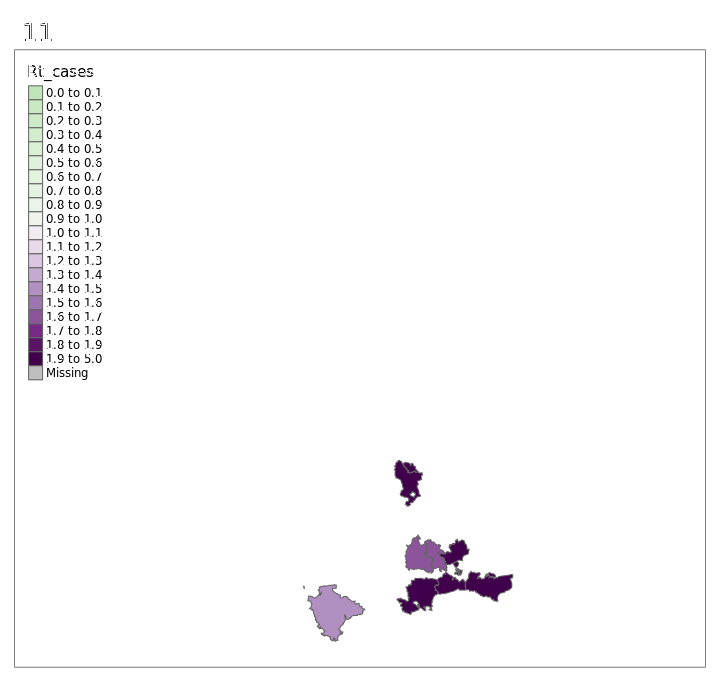 11
Rt_cases
0.0 to 0.1
0.1 to 0.2
0.2 to 0.3
0.3 to 0.4
0.4 to 0.5
0.5 to 0.6
0.6 to 0.7
0.7 to 0.8
0.8 to 0.9
0.9 to 1.0
1.0 to 1.1
1.1 to 1.2
1.2 to 1.3
1.3 to 1.4
1.4 to 1.5
1.5 to 1.6
1.6 to 1.7
1.7 to 1.8
1.8 to 1.9
1.9 to 5.0
Missing